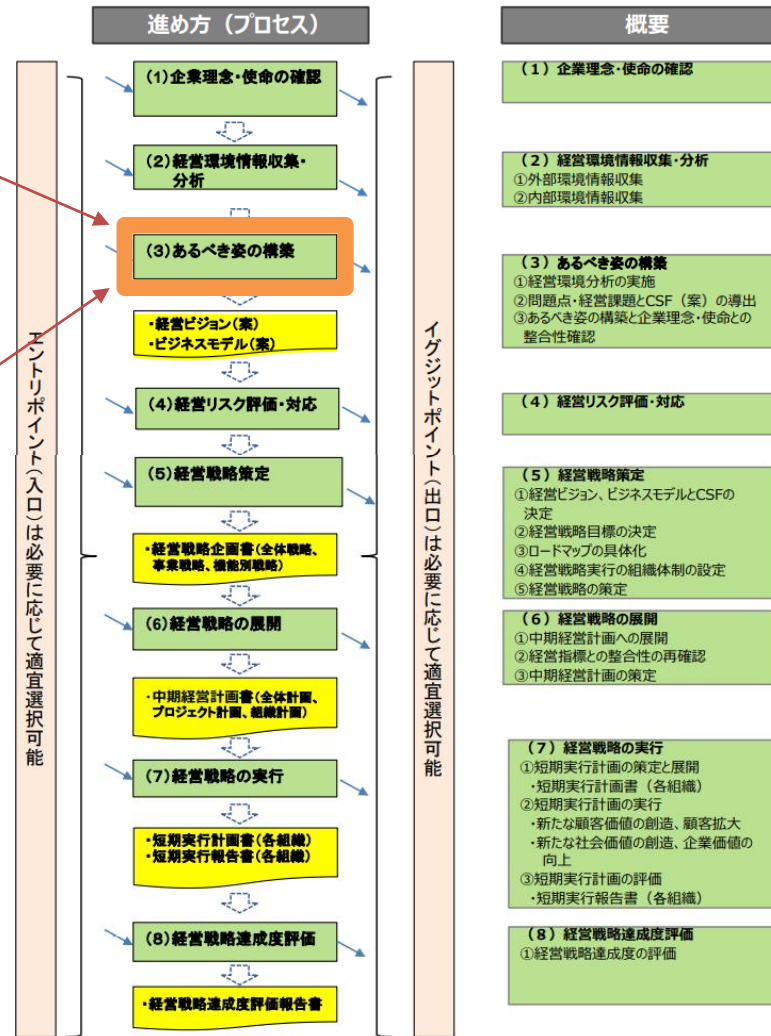 進め方（プロセス）
エントリポイント（入口）は必要に応じて適宜選択可能
(1)企業理念・使命の確認
(2)経営環境情報収集・
分析
(3)あるべき姿の構築
・経営ビジョン(案)
・ビジネスモデル(案)
(4)経営リスク評価・対応
(5)経営戦略策定
・経営戦略企画書(全体戦略、
事業戦略、機能別戦略)
(6)経営戦略の展開
・中期経営計画書(全体計画、
プロジェクト計画、組織計画)
(7)経営戦略の実行
・短期実行計画書(各組織)
・短期実行報告書(各組織)
(8)経営戦略達成度評価
・経営戦略達成度評価報告書
イグジットポイント（出口）は必要に応じて適宜選択可能
概要
（１）企業理念・使命の確認
（２）経営環境情報収集・分析
①外部環境情報収集
②内部環境情報収集
（３）あるべき姿の構築
①経営環境分析の実施
②問題点・経営課題とCSF（案）の導出
③あるべき姿の構築と企業理念・使命との
整合性確認
（４）経営リスク評価・対応
（５）経営戦略策定
①経営ビジョン、ビジネスモデルとCSFの
決定
②経営戦略目標の決定
③ロードマップの具体化
④経営戦略実行の組織体制の設定
⑤経営戦略の策定
（６）経営戦略の展開
①中期経営計画への展開
②経営指標との整合性の再確認
③中期経営計画の策定
（７）経営戦略の実行
①短期実行計画の策定と展開
・短期実行計画書（各組織）
②短期実行計画の実行
・新たな顧客価値の創造、顧客拡大
・新たな社会価値の創造、企業価値の
向上
③短期実行計画の評価
・短期実行報告書（各組織）
（８）経営戦略達成度評価
①経営戦略達成度の評価